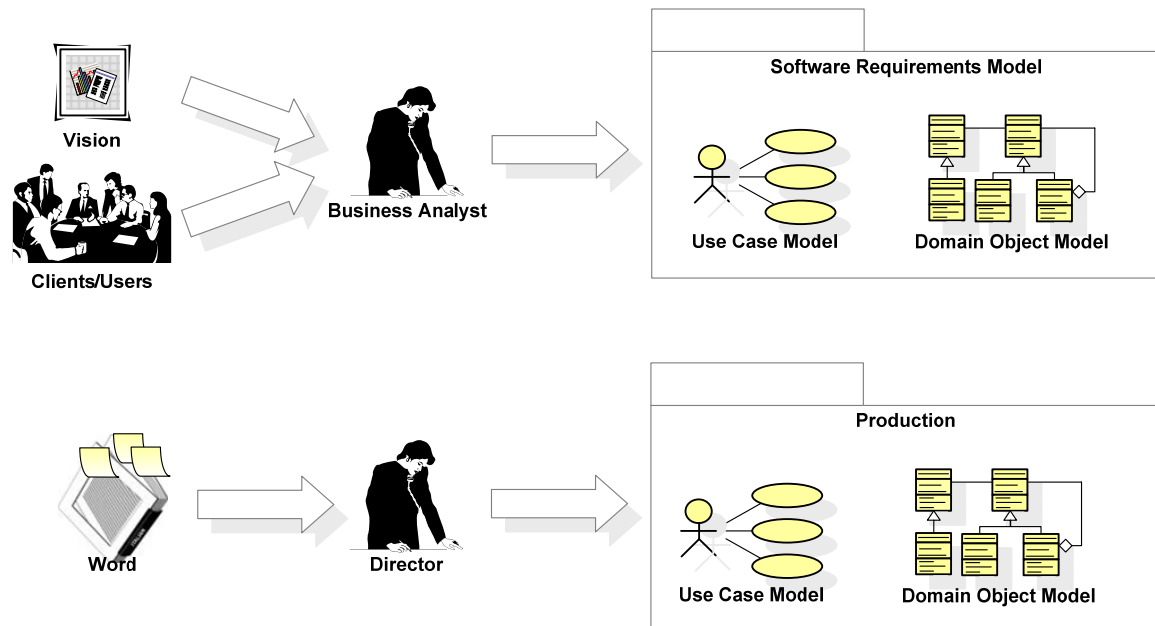 Software Requirements Model
Vision
Business Analyst
Use Case Model
Domain Object Model
Clients/Users
Production
Word
Director
Use Case Model
Domain Object Model